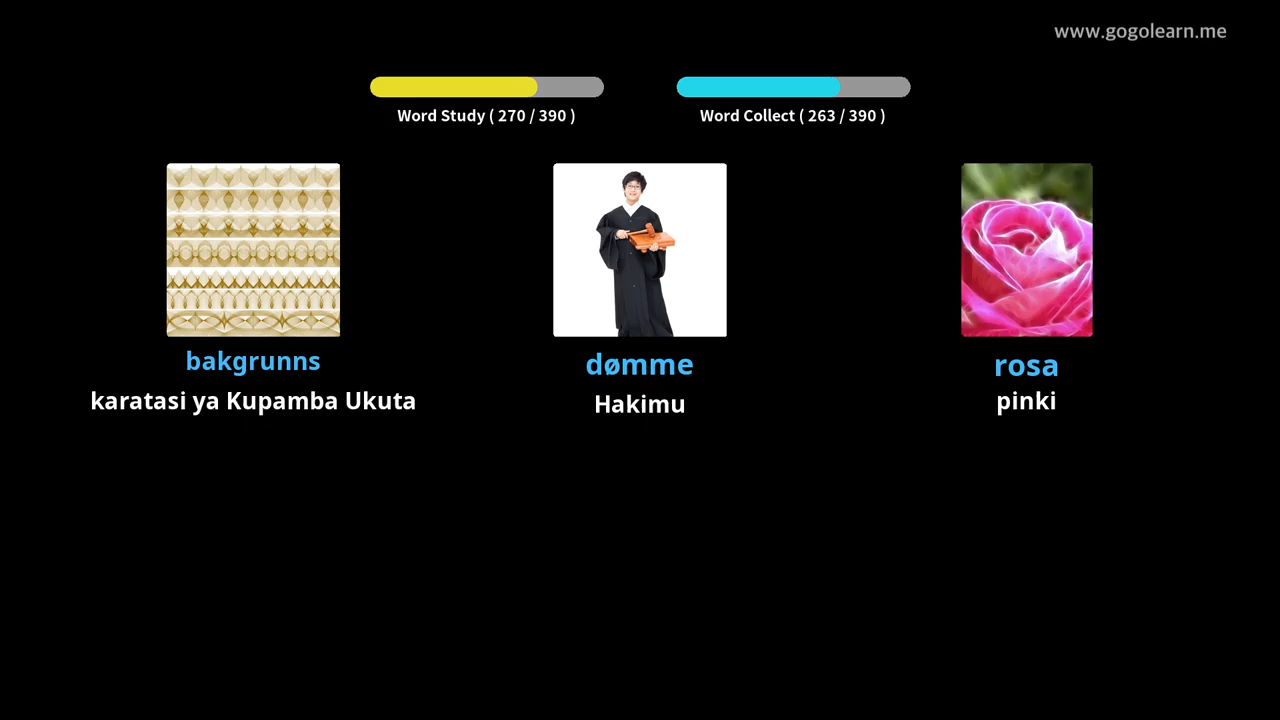 www.gogolearn.me
Word Study ( 270 / 390 )
Word Collect ( 263 / 390 )
bakgrunns
dømme
rosa
karatasi ya Kupamba Ukuta
Hakimu
pinki